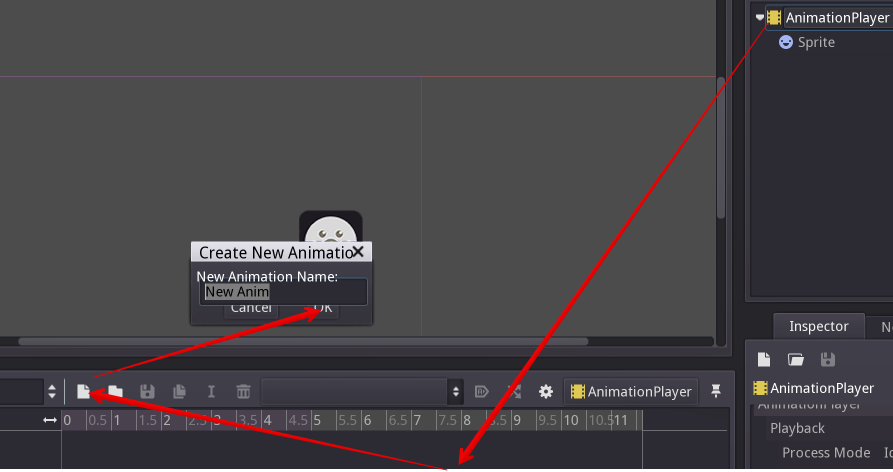 AnimationPlayer
Sprite
Create New Animatio
New Animation Name:
New Anim
Cancel
OK
Inspector
AnimationPlayer
AnimationPlayer
0 0.5 1 1.5 2 2.5 3 3.5 4 4.5 5 5.5 6 6.5 7 7.5 8 8.5 9 9.5 10 10.5 11
AnimationPlayer
Playback
Process Mode